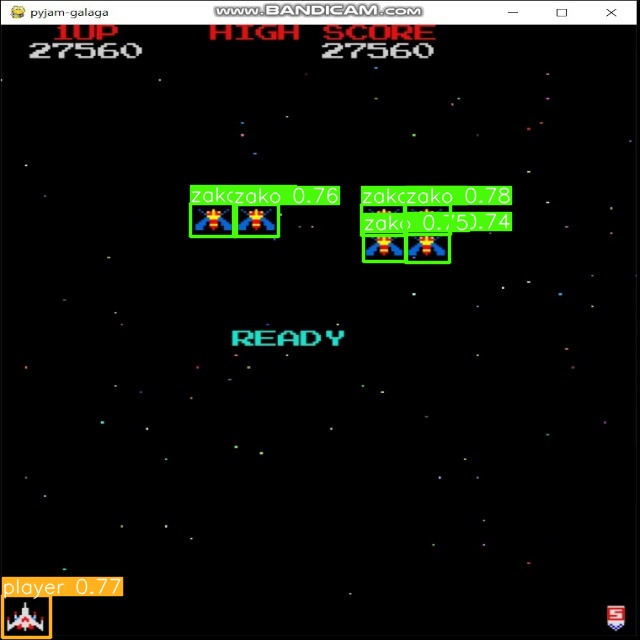 pyjam-galaga
www.BANDICAM.com
1UP HIGH SCORE
27560 27560
zako 0.76
zako 0.78
zako 0.74
READY
player 0.77
5